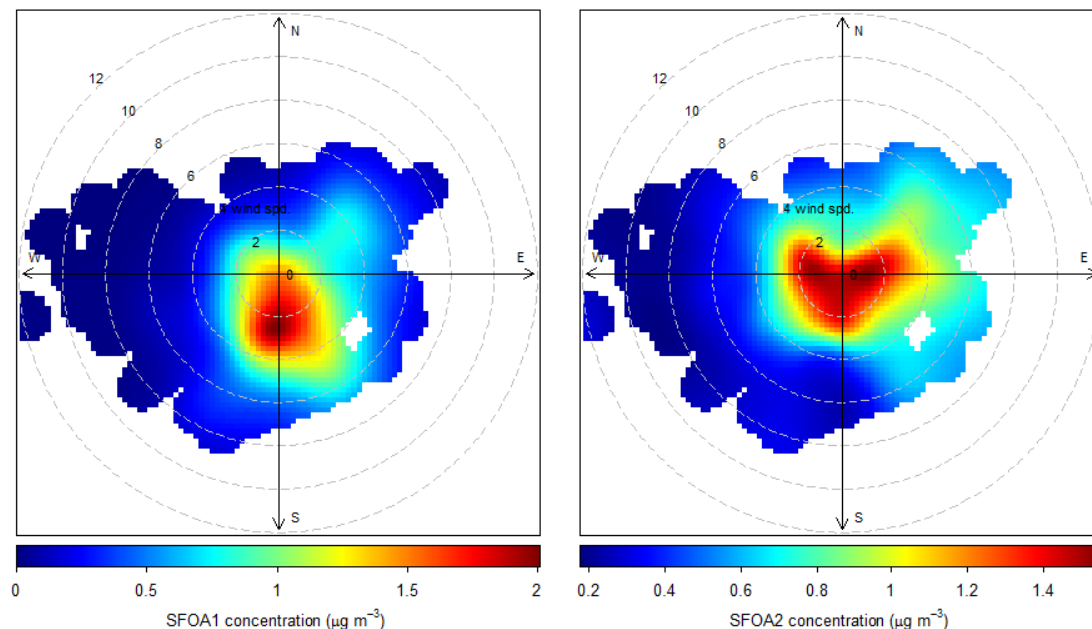 N
12
10
8
6
4 wind spd.
2
0
W
E
S
0 0.5 1 1.5 2
SFOA1 concentration (μg m⁻³)
N
12
10
8
6
4 wind spd.
2
0
W
E
S
0.2 0.4 0.6 0.8 1 1.2 1.4
SFOA2 concentration (μg m⁻³)